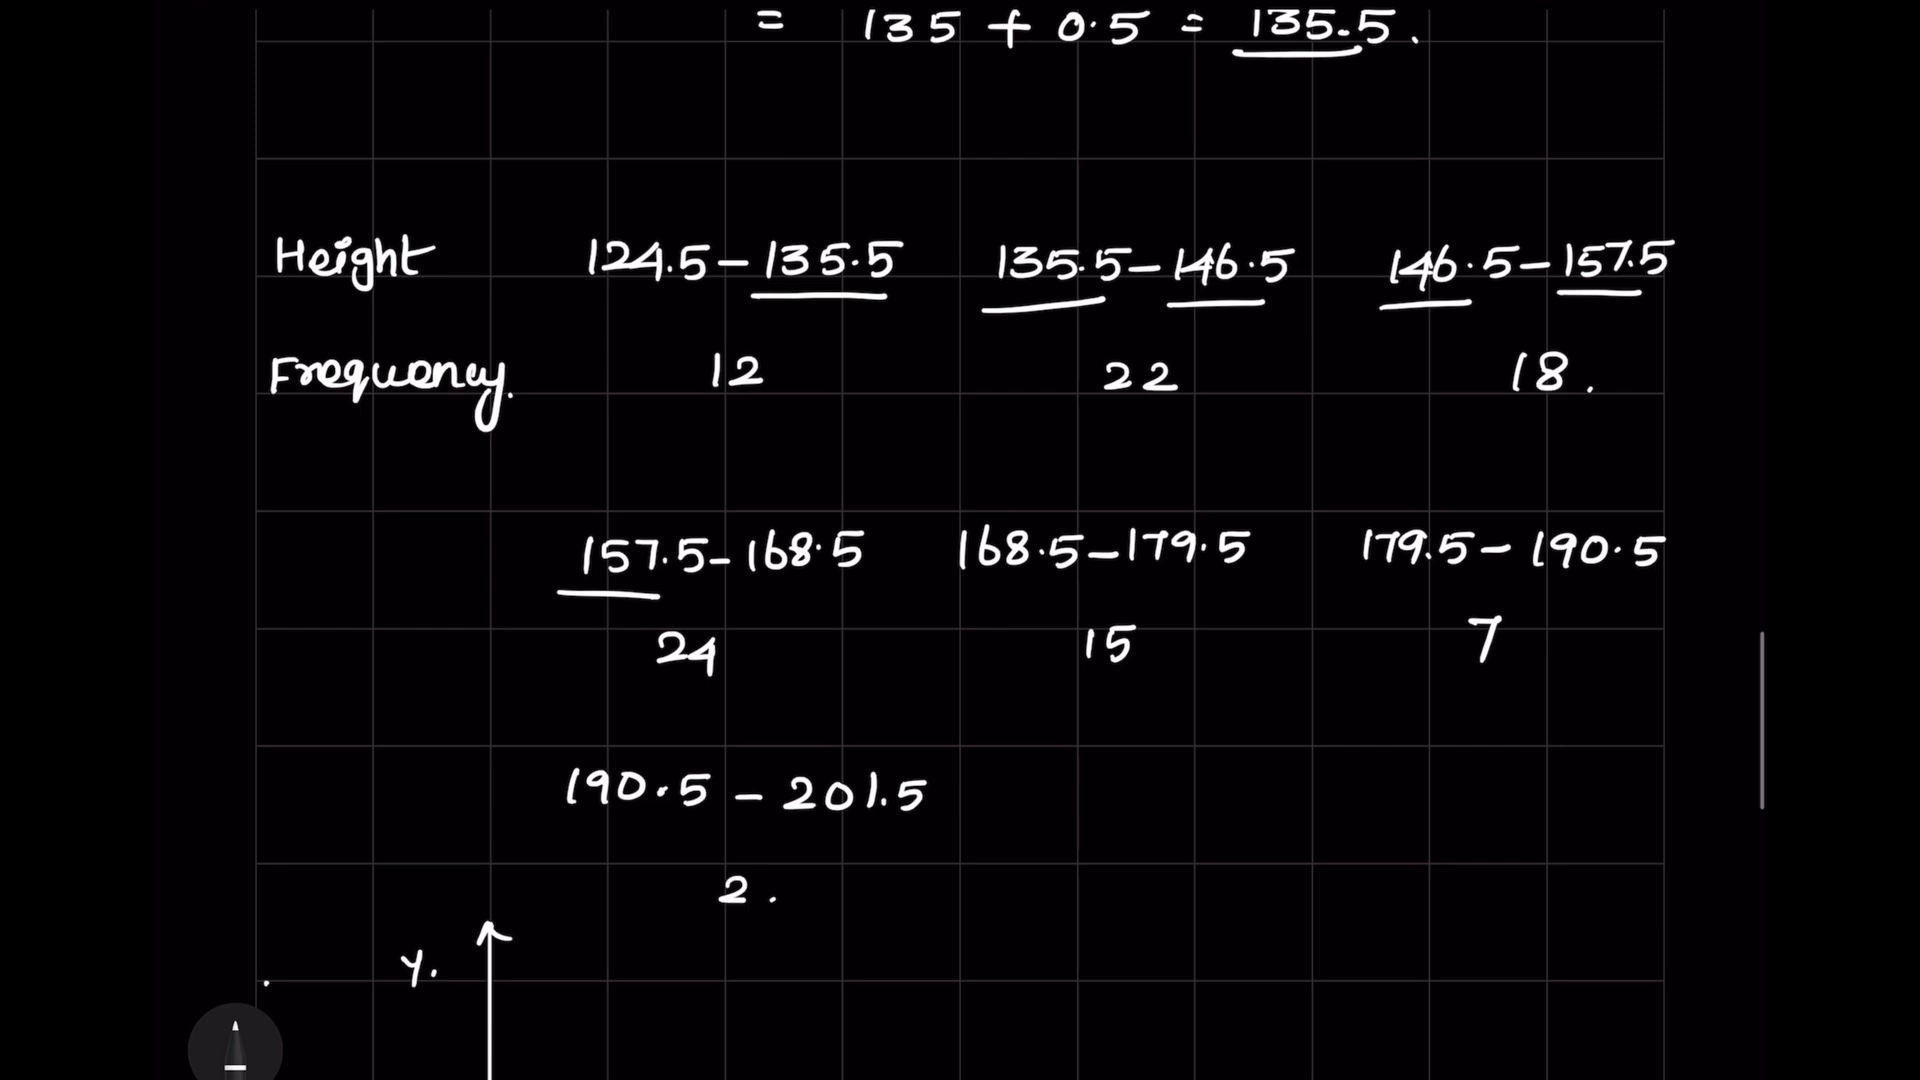 = 135 + 0.5 = 135.5.
Height 124.5-135.5 135.5-146.5 146.5-157.5
Frequency. 12 22 18.
157.5-168.5 168.5-179.5 179.5-190.5
24 15 7
190.5-201.5
2.
Y.